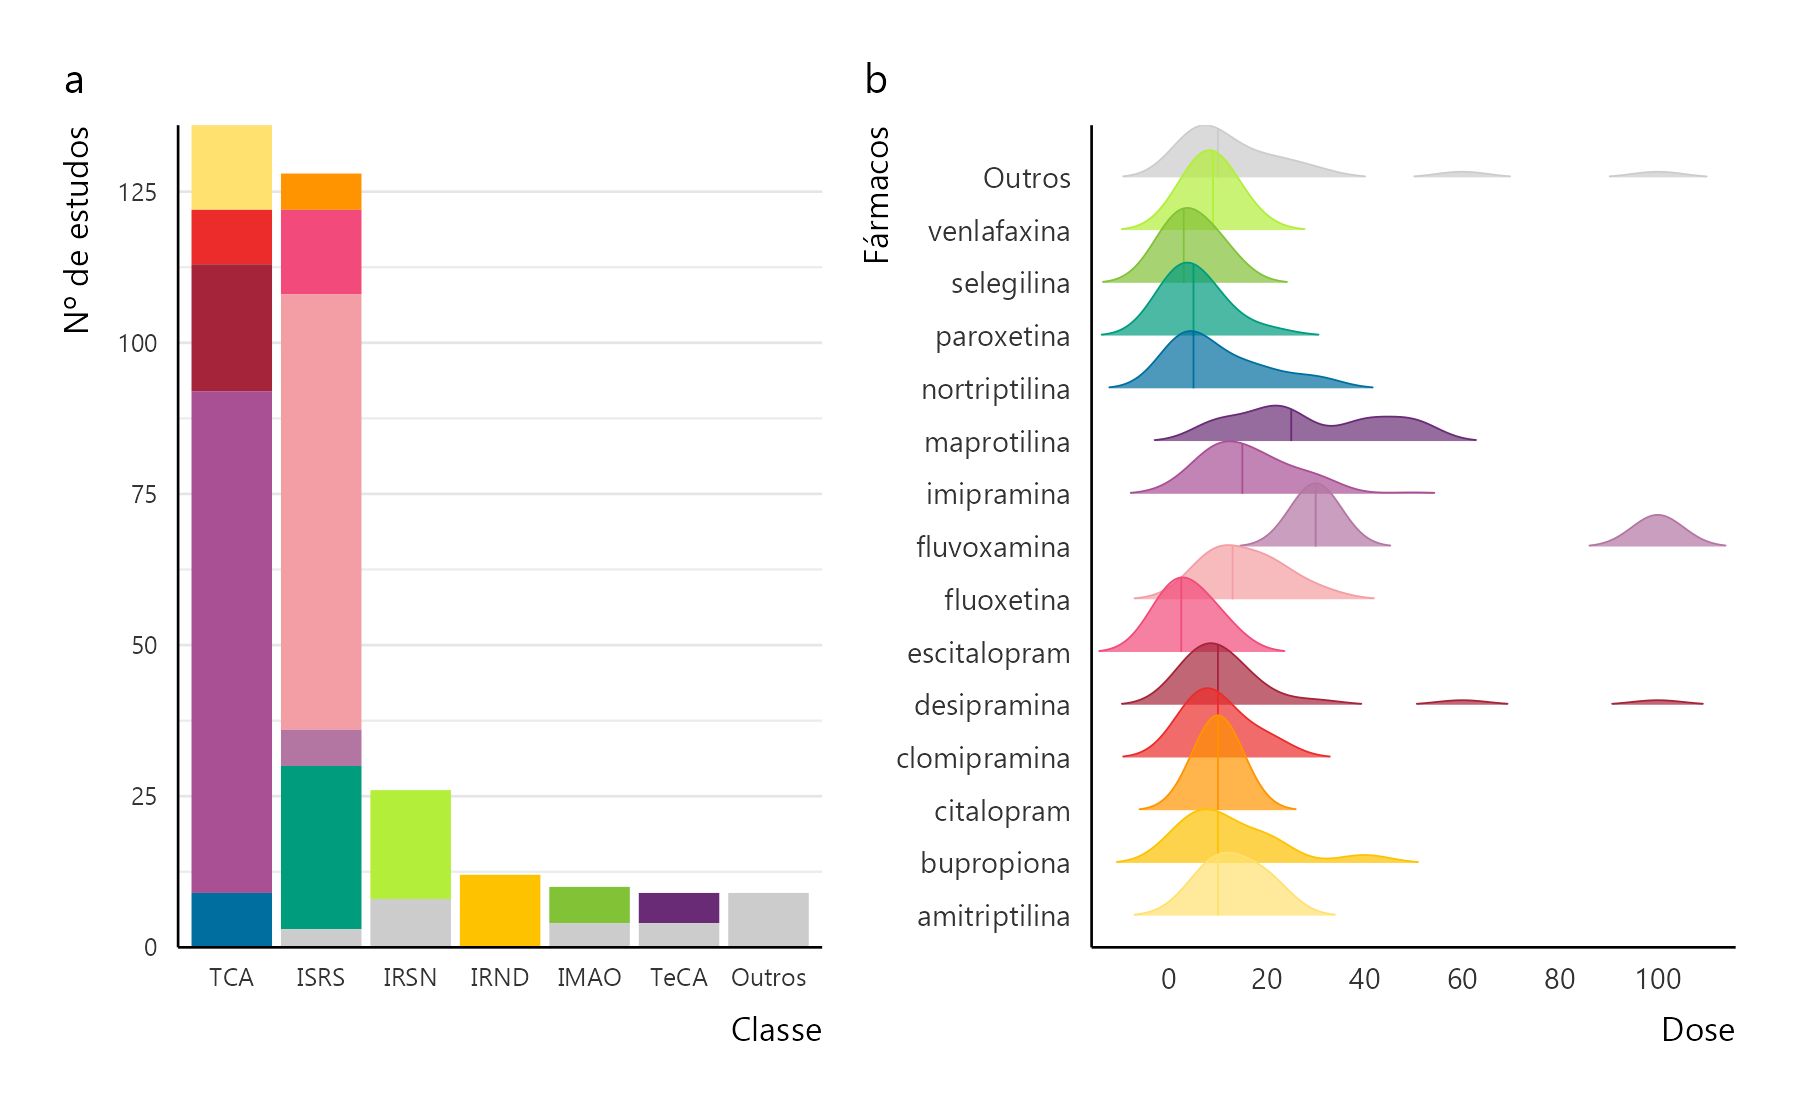 a
Nº de estudos
125
100
75
50
25
0
TCA ISRS IRSN IRND IMAO TeCA Outros
Classe
b
Fármacos
Outros
venlafaxina
selegilina
paroxetina
nortriptilina
maprotilina
imipramina
fluvoxamina
fluoxetina
escitalopram
desipramina
clomipramina
citalopram
bupropiona
amitriptilina
0 20 40 60 80 100
Dose